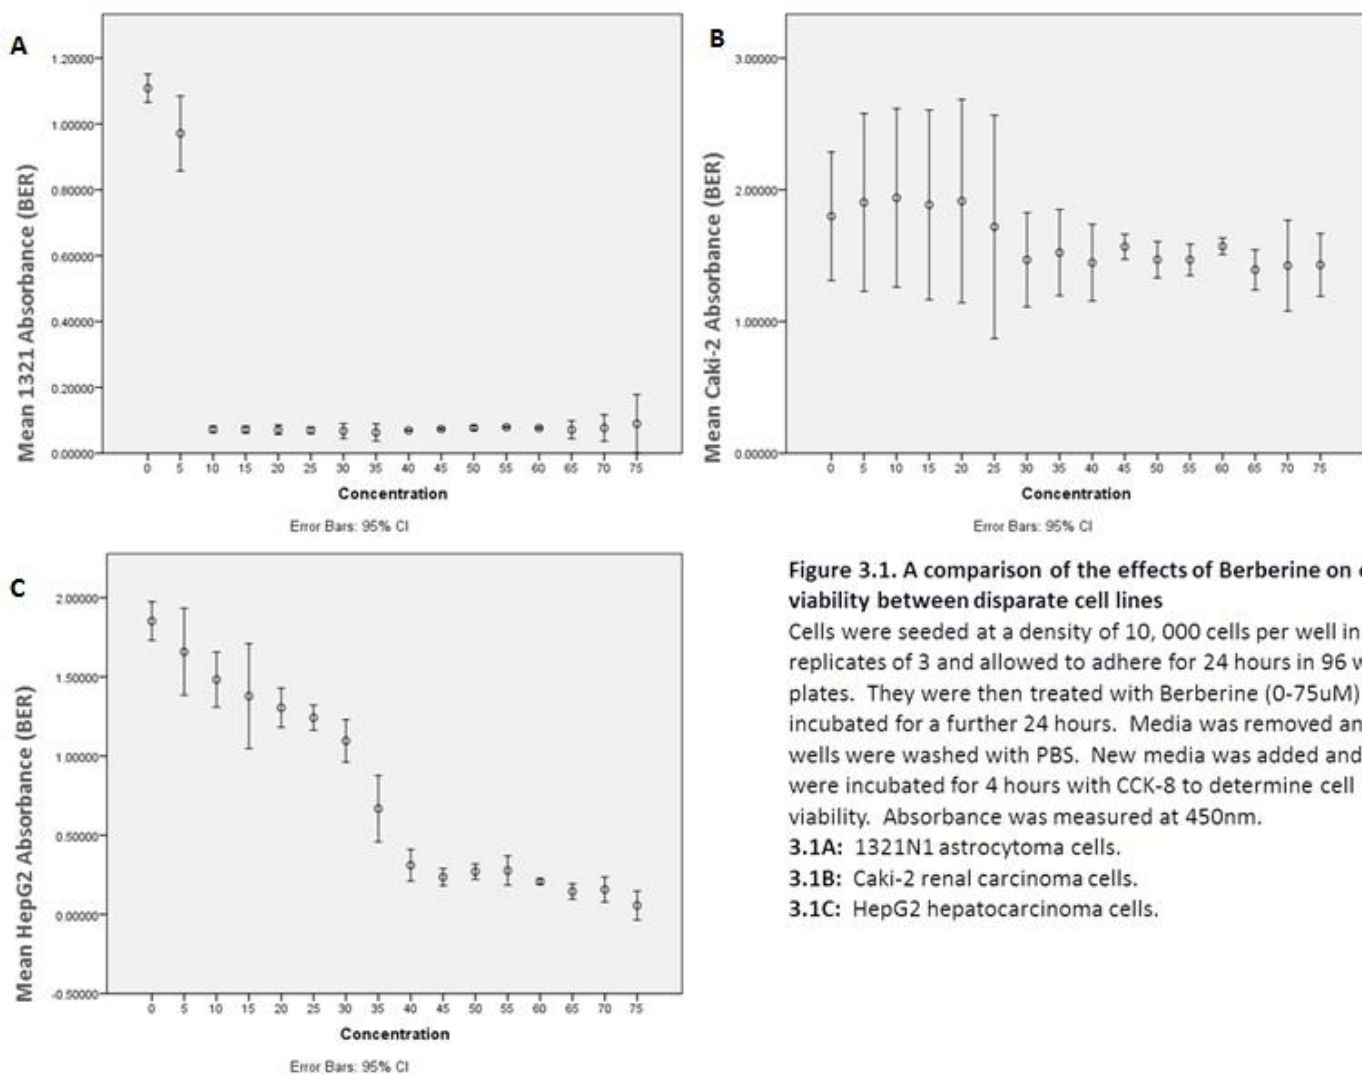 A
Mean 1321 Absorbance (BER)
1.20000
1.00000
0.80000
0.60000
0.40000
0.20000
0.00000
0 5 10 15 20 25 30 35 40 45 50 55 60 65 70 75
Concentration
Error Bars: 95% CI
B
Mean Caki-2 Absorbance (BER)
3.00000
2.00000
1.00000
0.00000
0 5 10 15 20 25 30 35 40 45 50 55 60 65 70 75
Concentration
Error Bars: 95% CI
C
Mean HepG2 Absorbance (BER)
2.00000
1.50000
1.00000
0.50000
0.00000
-0.50000
0 5 10 15 20 25 30 35 40 45 50 55 60 65 70 75
Concentration
Error Bars: 95% CI
Figure 3.1. A comparison of the effects of Berberine on
viability between disparate cell lines
Cells were seeded at a density of 10, 000 cells per well in
replicates of 3 and allowed to adhere for 24 hours in 96
plates. They were then treated with Berberine (0-75uM)
incubated for a further 24 hours. Media was removed
wells were washed with PBS. New media was added and
were incubated for 4 hours with CCK-8 to determine cell
viability. Absorbance was measured at 450nm.
3.1A: 1321N1 astrocytoma cells.
3.1B: Caki-2 renal carcinoma cells.
3.1C: HepG2 hepatocarcinoma cells.